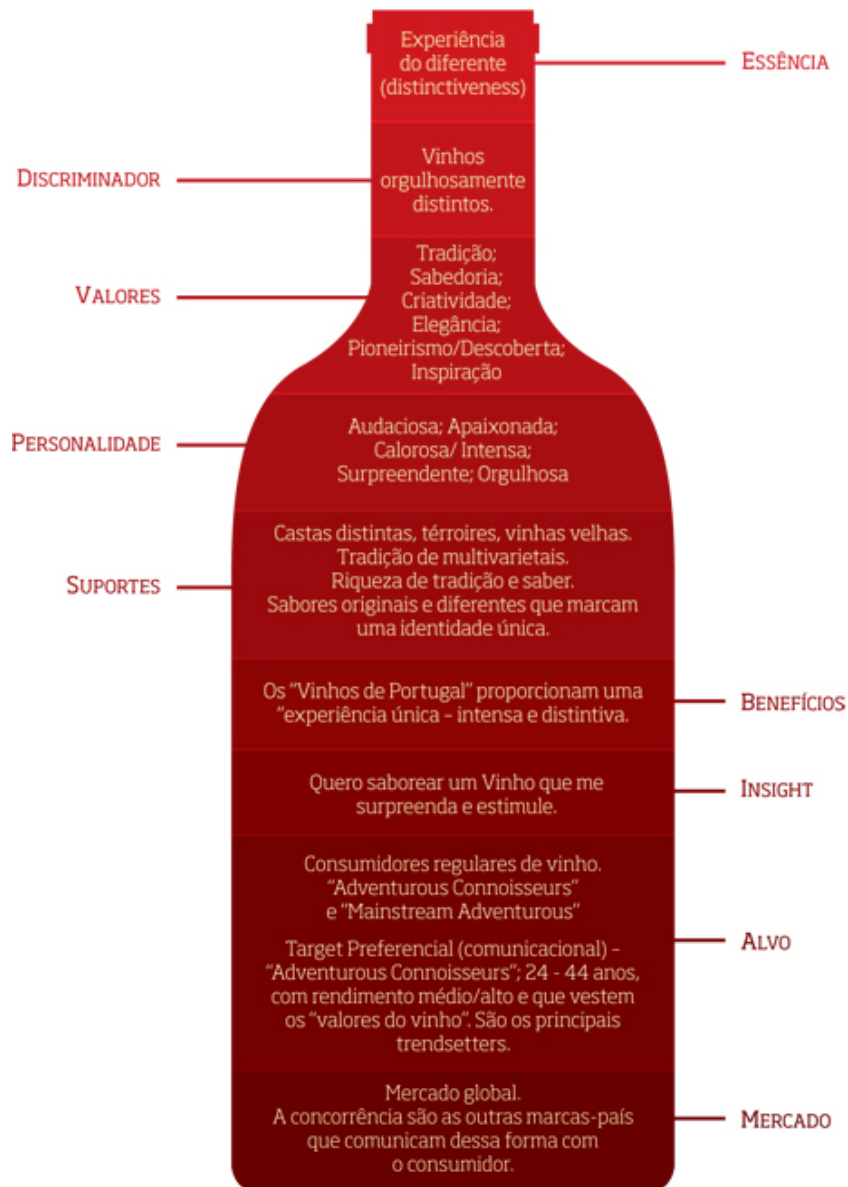 Experiência
do diferente
(distinctiveness)
ESSÊNCIA
DISCRIMINADOR
Vinhos
orgulhosamente
distintos.
VALORES
Tradição;
Sabedoria;
Criatividade;
Elegância;
Pioneirismo/Descoberta;
Inspiração
PERSONALIDADE
Audaciosa; Apaixonada;
Calorosa/ Intensa;
Surpreendente; Orgulhosa
SUPORTES
Castas distintas, térroires, vinhas velhas.
Tradição de multivarietais.
Riqueza de tradição e saber.
Sabores originais e diferentes que marcam
uma identidade única.
Os “Vinhos de Portugal” proporcionam uma
“experiência única – intensa e distintiva.
BENEFÍCIOS
Quero saborear um Vinho que me
surpreenda e estimule.
INSIGHT
Consumidores regulares de vinho.
“Adventurous Connoisseurs”
e “Mainstream Adventurous”
Target Preferencial (comunicacional) –
“Adventurous Connoisseurs”; 24 - 44 anos,
com rendimento médio/alto e que vestem
os “valores do vinho”. São os principais
trendsetters.
ALVO
Mercado global.
A concorrência são as outras marcas-país
que comunicam dessa forma com
o consumidor.
MERCADO